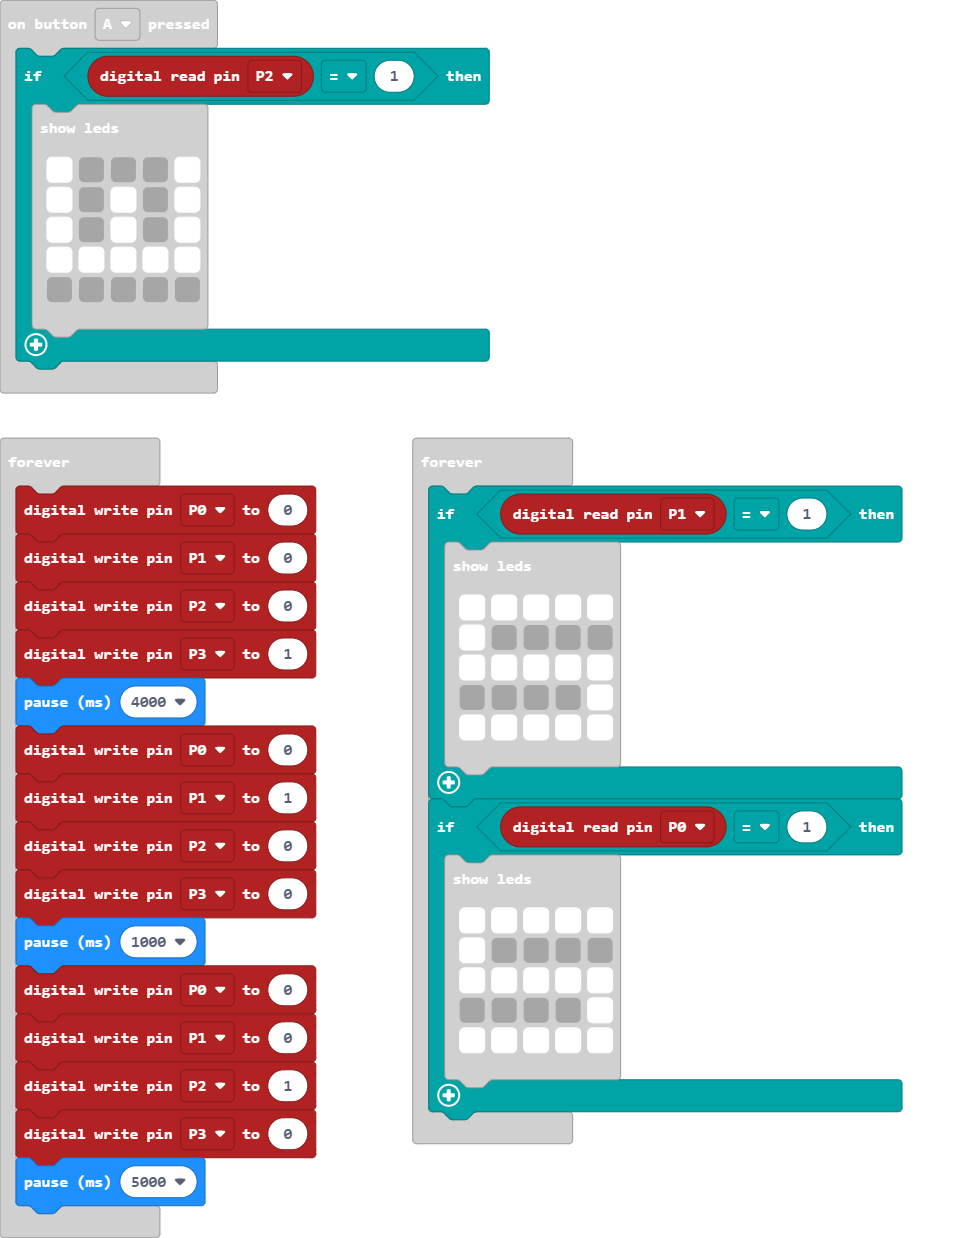 on button A pressed
if digital read pin P2 = 1 then
show leds
forever
digital write pin P0 to 0
digital write pin P1 to 0
digital write pin P2 to 0
digital write pin P3 to 1
pause (ms) 4000
digital write pin P0 to 0
digital write pin P1 to 1
digital write pin P2 to 0
digital write pin P3 to 0
pause (ms) 1000
digital write pin P0 to 0
digital write pin P1 to 0
digital write pin P2 to 1
digital write pin P3 to 0
pause (ms) 5000
forever
if digital read pin P1 = 1 then
show leds
if digital read pin P0 = 1 then
show leds